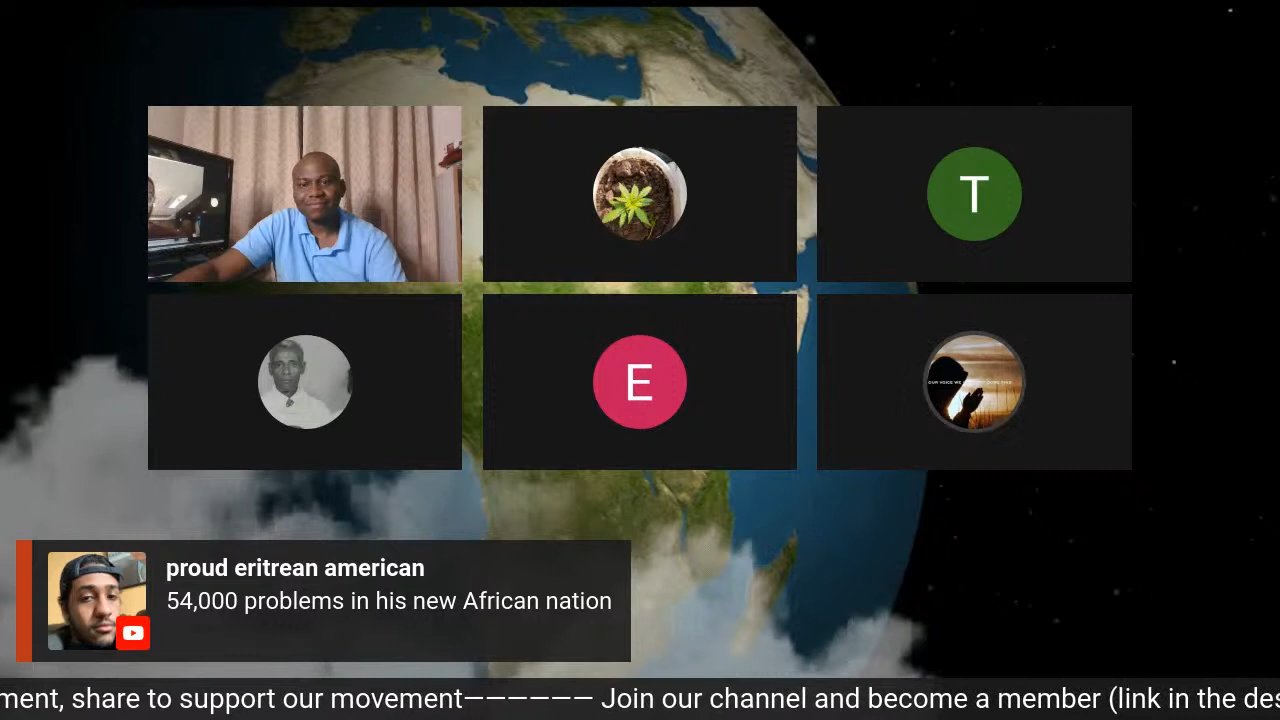 T
E
proud eritrean american
54,000 problems in his new African nation
ment, share to support our movement—————— Join our channel and become a member (link in the des